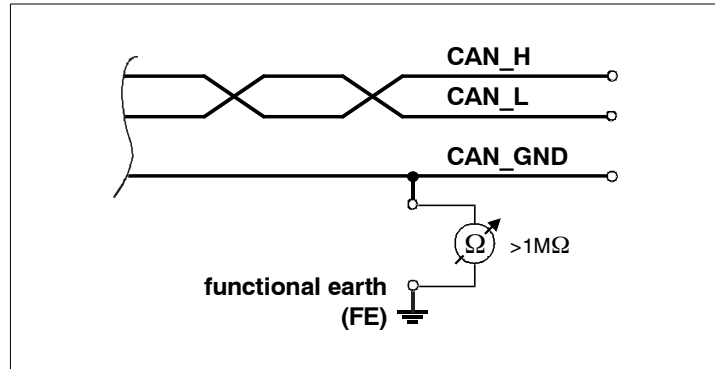 CAN_H
CAN_L
CAN_GND
Ω
>1MΩ
functional earth
(FE)